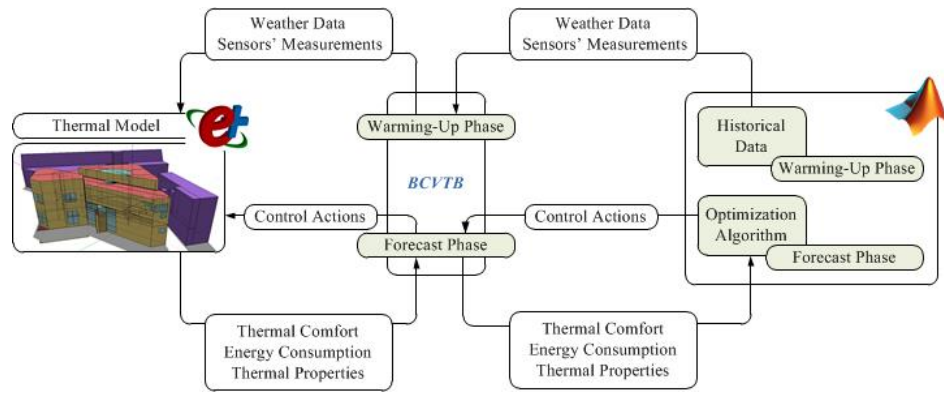 Weather Data
Sensors' Measurements
Weather Data
Sensors' Measurements
Thermal Model
e+
Warming-Up Phase
Historical
Data
Warming-Up Phase
BCVTB
Control Actions
Control Actions
Optimization
Algorithm
Forecast Phase
Forecast Phase
Thermal Comfort
Energy Consumption
Thermal Properties
Thermal Comfort
Energy Consumption
Thermal Properties